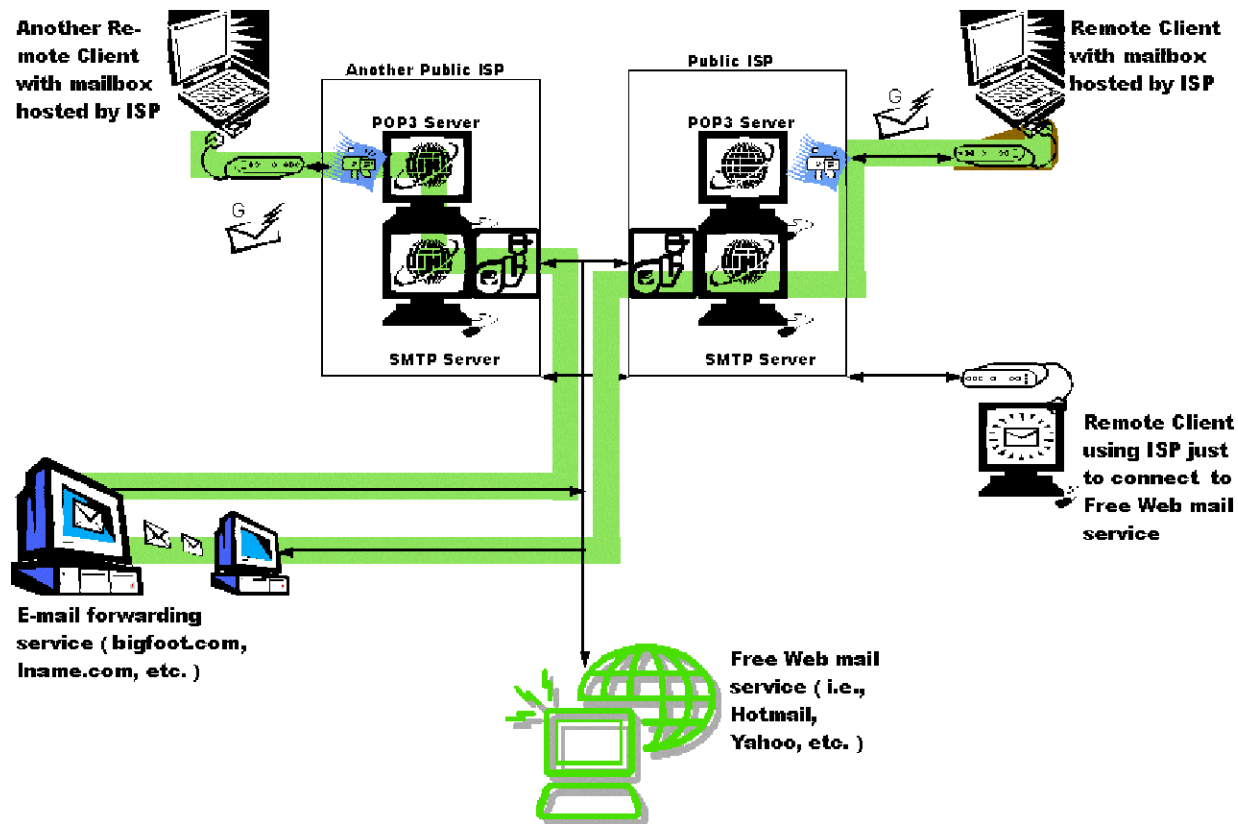 Another Re-
mote Client
with mailbox
hosted by ISP
Another Public ISP
POP3 Server
SMTP Server
G
Public ISP
POP3 Server
SMTP Server
G
Remote Client
with mailbox
hosted by ISP
Remote Client
using ISP just
to connect to
Free Web mail
service
E-mail forwarding
service ( bigfoot.com,
Iname.com, etc. )
Free Web mail
service ( i.e.,
Hotmail,
Yahoo, etc. )